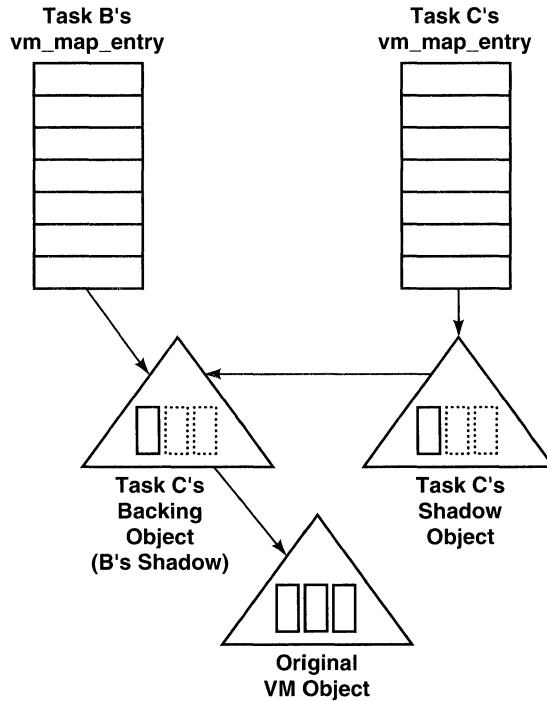 Task B's
vm_map_entry
Task C's
vm_map_entry
Task C's
Backing
Object
(B's Shadow)
Task C's
Shadow
Object
Original
VM Object